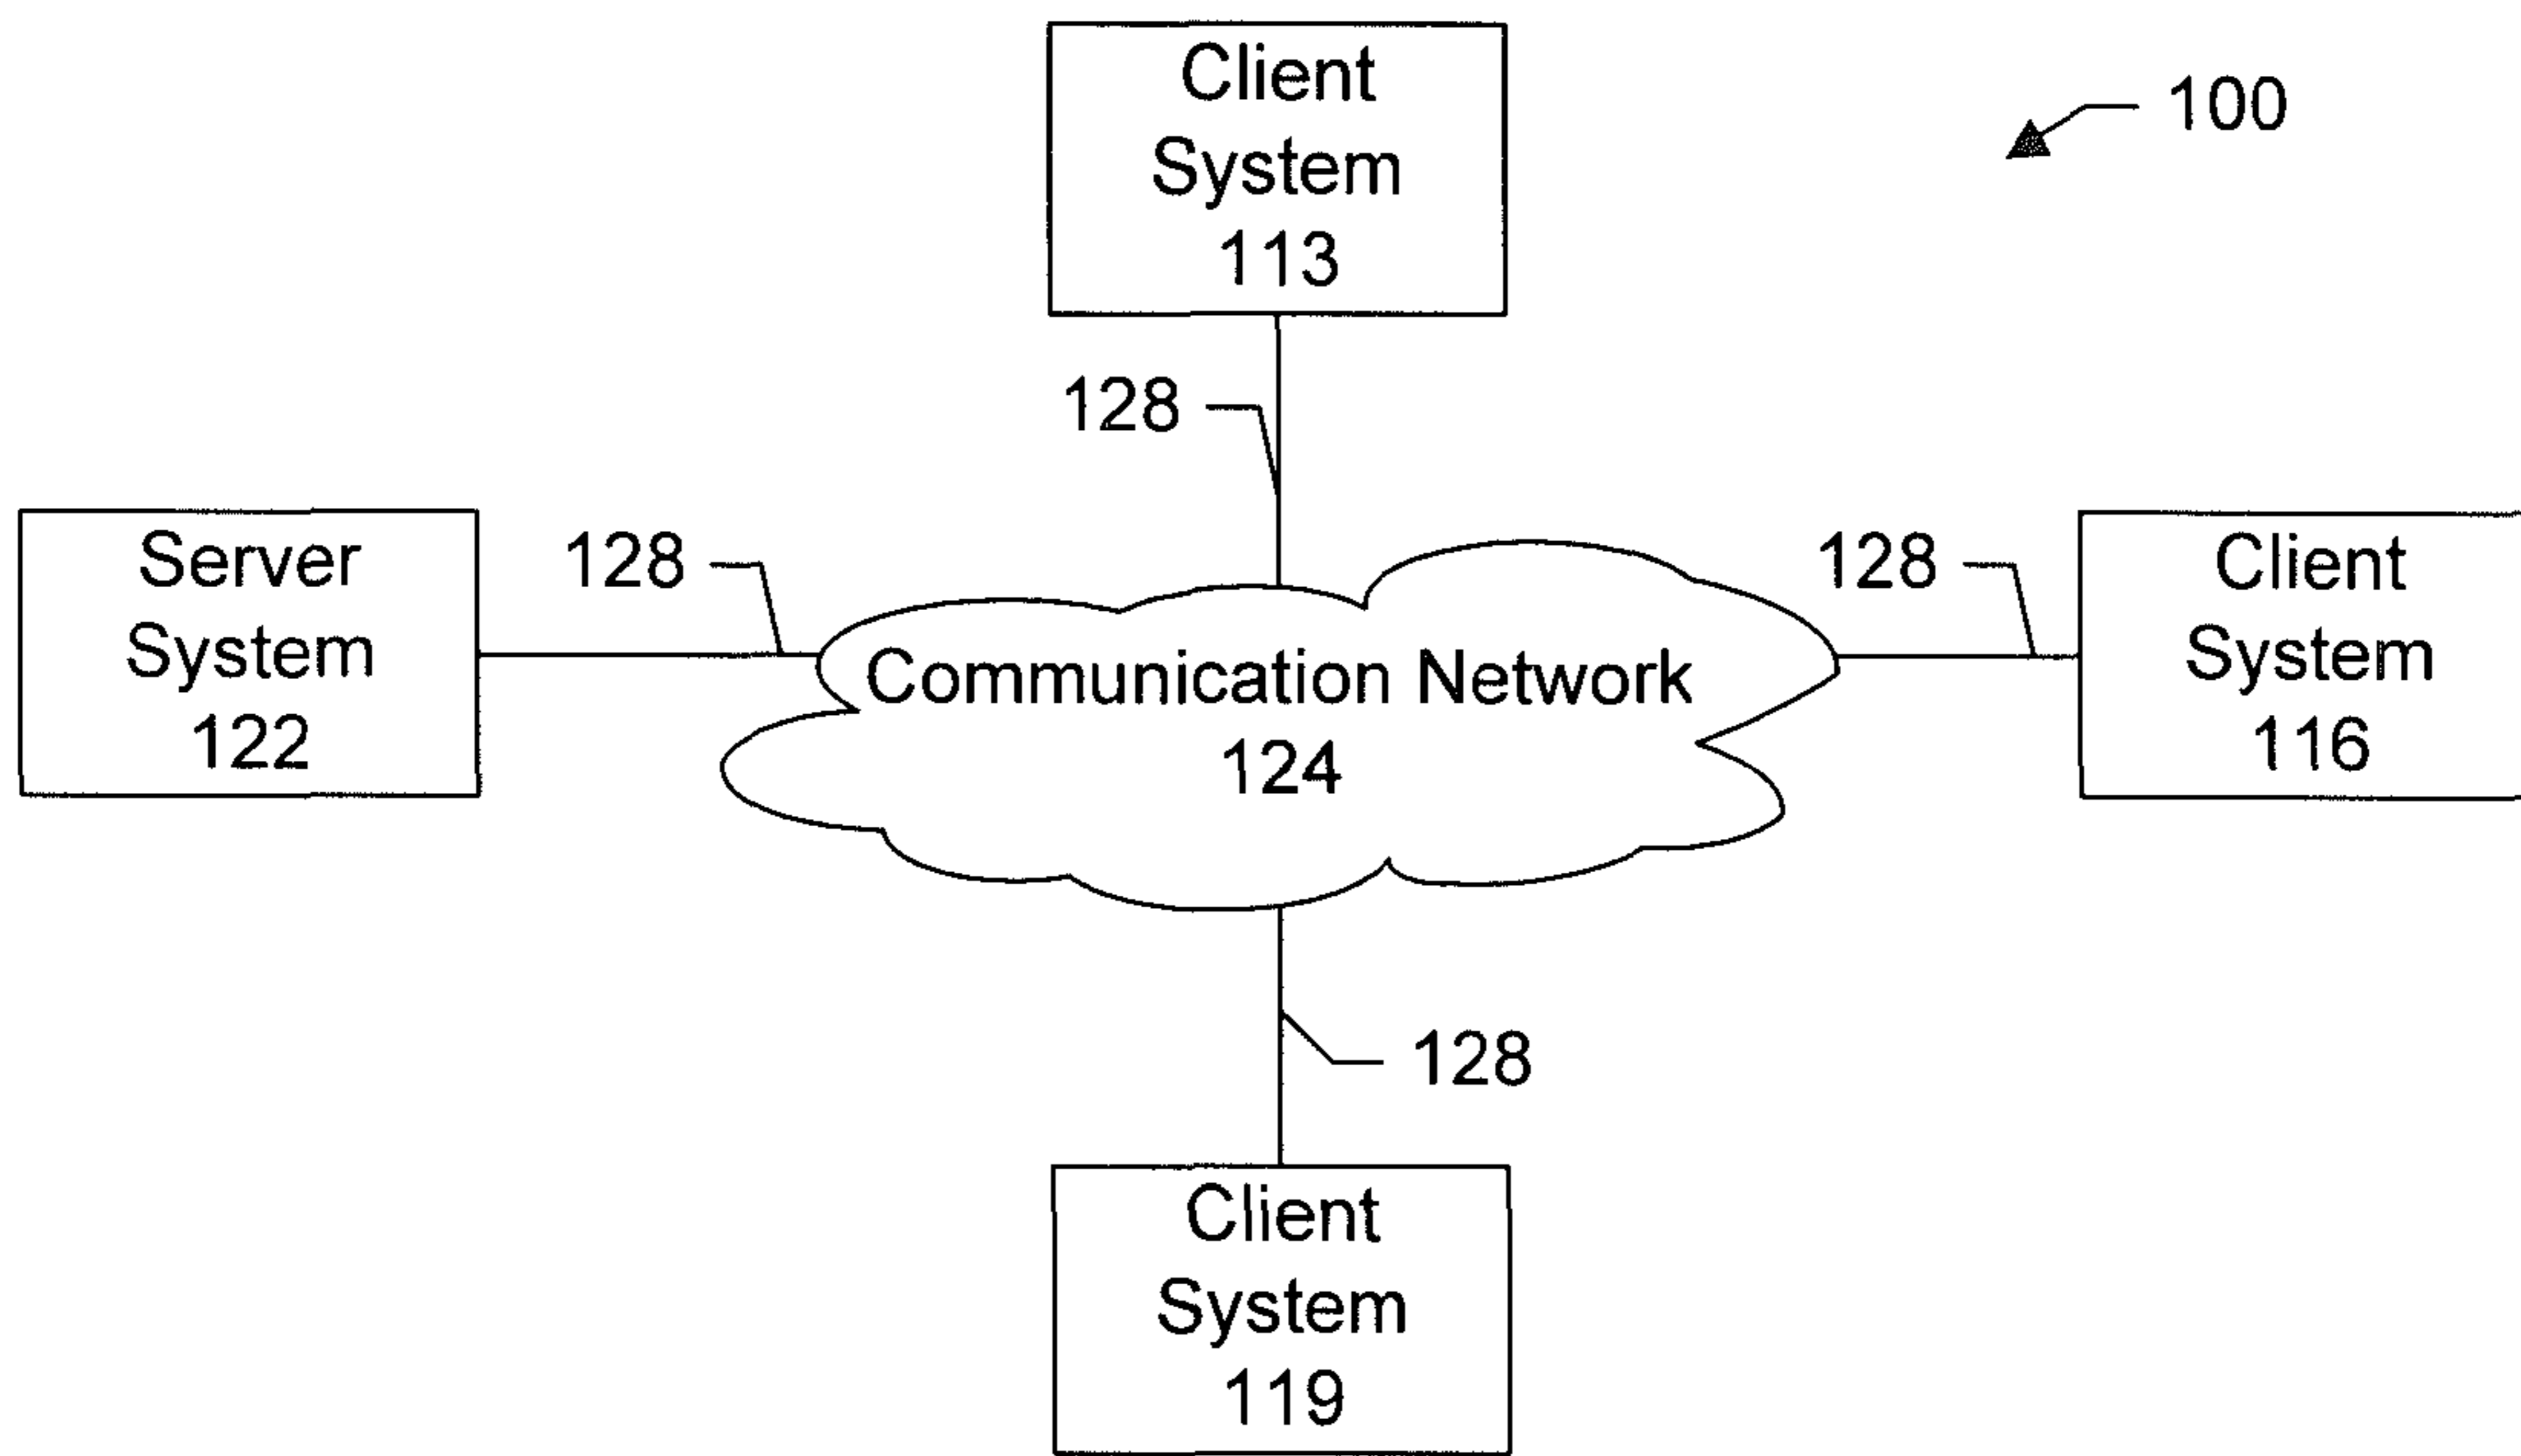 Client
System
113
100
128
Server
System
122
128
Communication Network
124
128
Client
System
116
128
Client
System
119